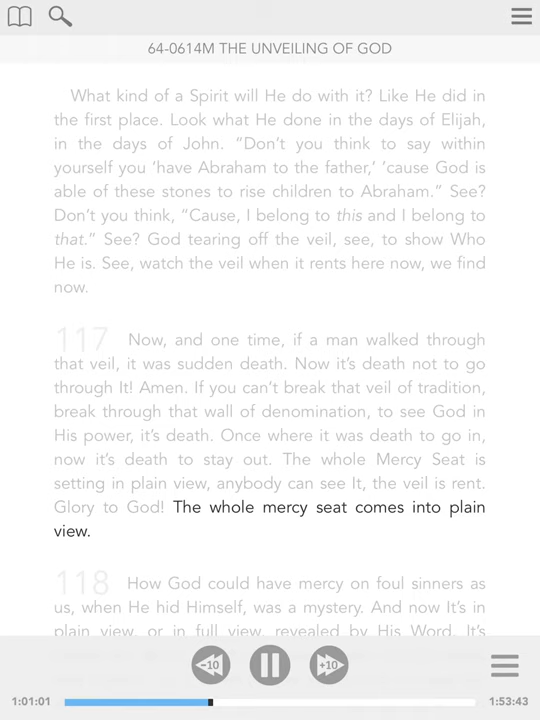 64-0614M THE UNVEILING OF GOD
What kind of a Spirit will He do with it? Like He did in
the first place. Look what He done in the days of Elijah,
in the days of John. “Don’t you think to say within
yourself you ‘have Abraham to the father,’ ‘cause God is
able of these stones to rise children to Abraham.” See?
Don’t you think, “Cause, I belong to this and I belong to
that.” See? God tearing off the veil, see, to show Who
He is. See, watch the veil when it rents here now, we find
now.
117 Now, and one time, if a man walked through
that veil, it was sudden death. Now it’s death not to go
through It! Amen. If you can’t break that veil of tradition,
break through that wall of denomination, to see God in
His power, it’s death. Once where it was death to go in,
now it’s death to stay out. The whole Mercy Seat is
setting in plain view, anybody can see It, the veil is rent.
Glory to God! The whole mercy seat comes into plain
view.
118 How God could have mercy on foul sinners as
us, when He hid Himself, was a mystery. And now It’s in
plain view, or in full view, revealed by His Word. It’s
-10
+10
1:01:01
1:53:43